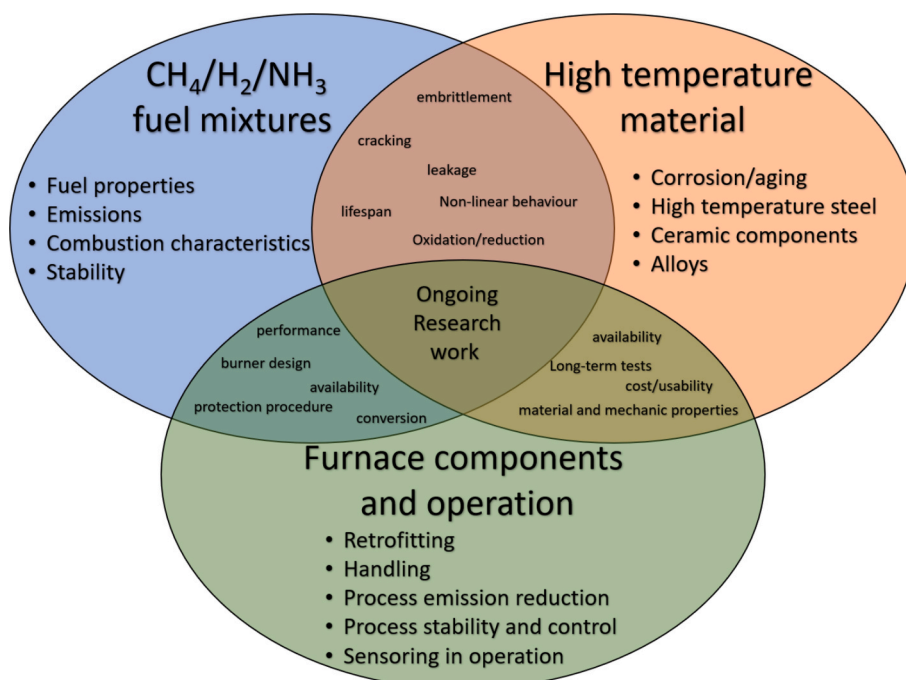 CH₄/H₂/NH₃
fuel mixtures
• Fuel properties
• Emissions
• Combustion characteristics
• Stability
High temperature
material
• Corrosion/aging
• High temperature steel
• Ceramic components
• Alloys
embrittlement
cracking
leakage
lifespan
Non-linear behaviour
Oxidation/reduction
Ongoing
Research
work
performance
burner design
availability
protection procedure
conversion
availability
Long-term tests
cost/usability
material and mechanic properties
Furnace components
and operation
• Retrofitting
• Handling
• Process emission reduction
• Process stability and control
• Sensoring in operation